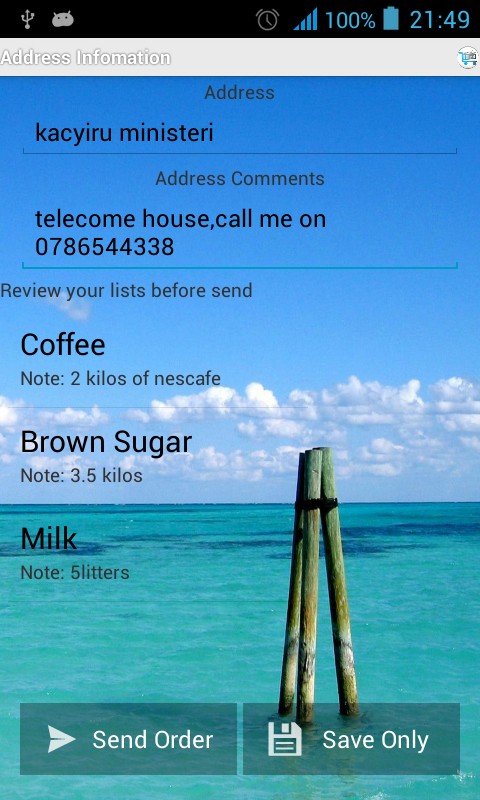 100% 21:49
Address Infomation
Address
kacyiru ministeri
Address Comments
telecome house,call me on
0786544338
Review your lists before send
Coffee
Note: 2 kilos of nescafe
Brown Sugar
Note: 3.5 kilos
Milk
Note: 5litters
Send Order
Save Only